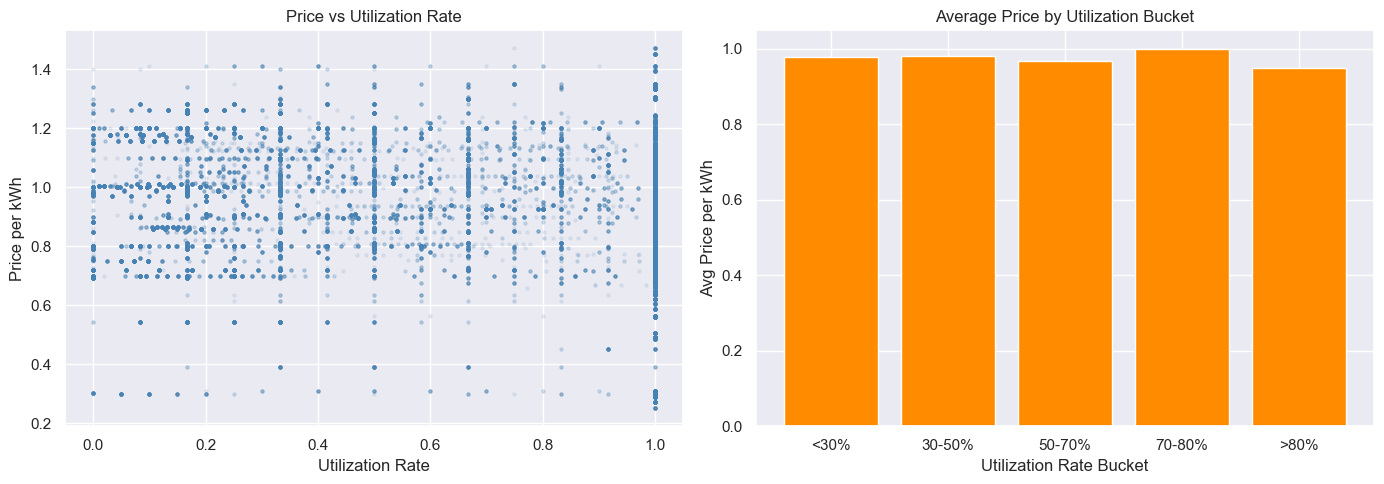 Price vs Utilization Rate
Price per kWh
1.4
1.2
1.0
0.8
0.6
0.4
0.2
0.0 0.2 0.4 0.6 0.8 1.0
Utilization Rate
Average Price by Utilization Bucket
Avg Price per kWh
1.0
0.8
0.6
0.4
0.2
0.0
<30% 30-50% 50-70% 70-80% >80%
Utilization Rate Bucket